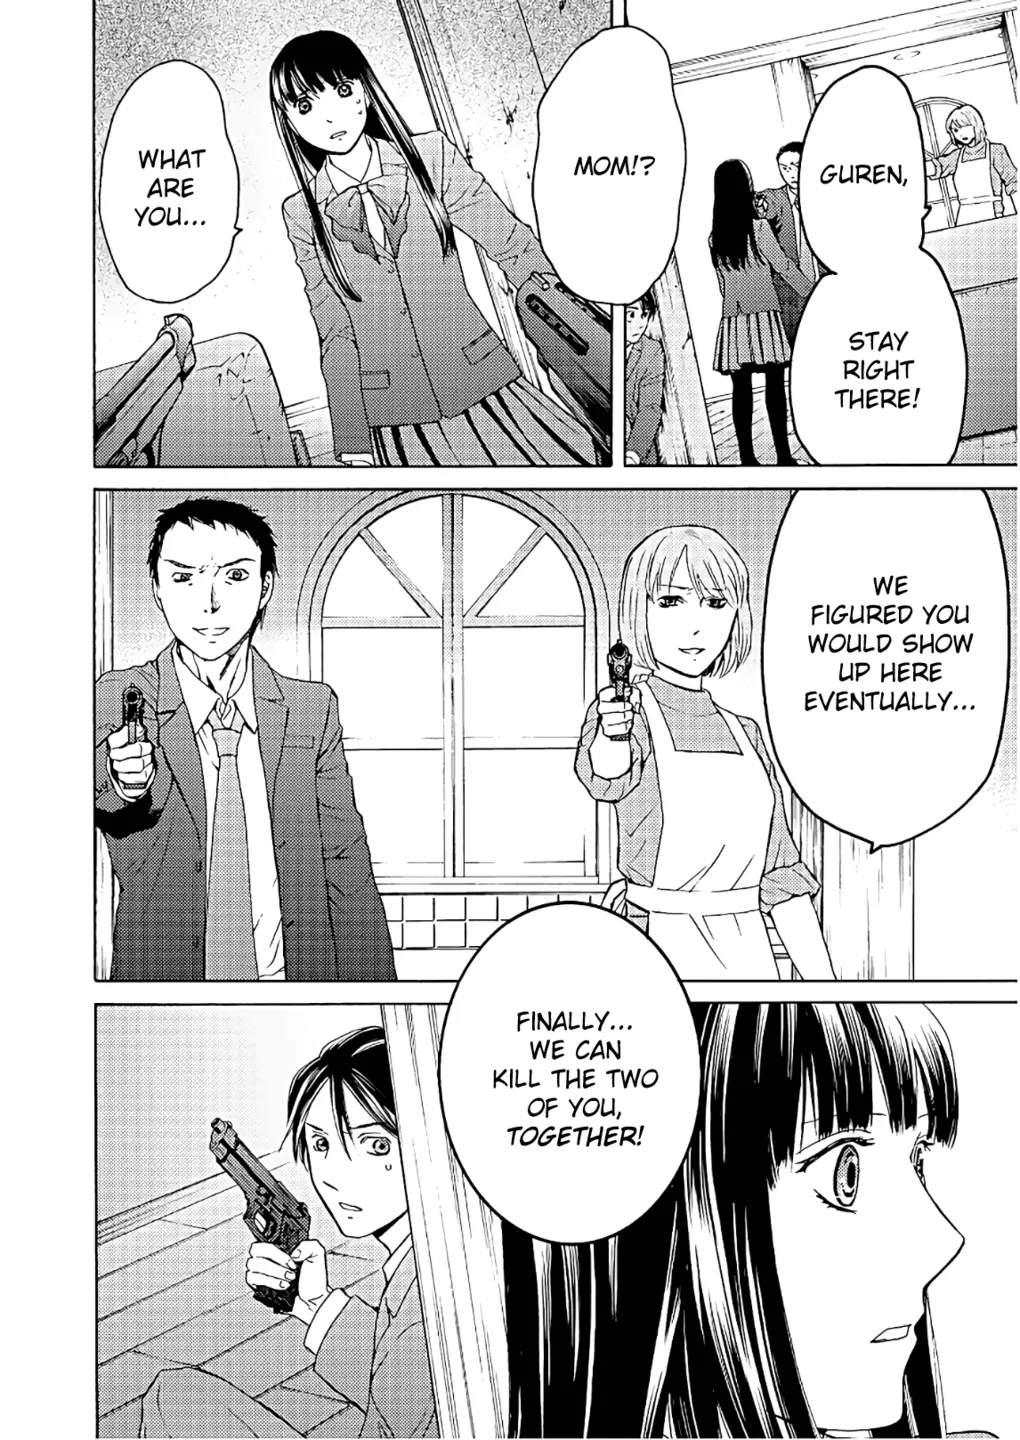 GUREN,
STAY
RIGHT
THERE!
MOM!?
WHAT
ARE
YOU...
WE
FIGURED YOU
WOULD SHOW
UP HERE
EVENTUALLY...
FINALLY...
WE CAN
KILL THE TWO
OF YOU,
TOGETHER!